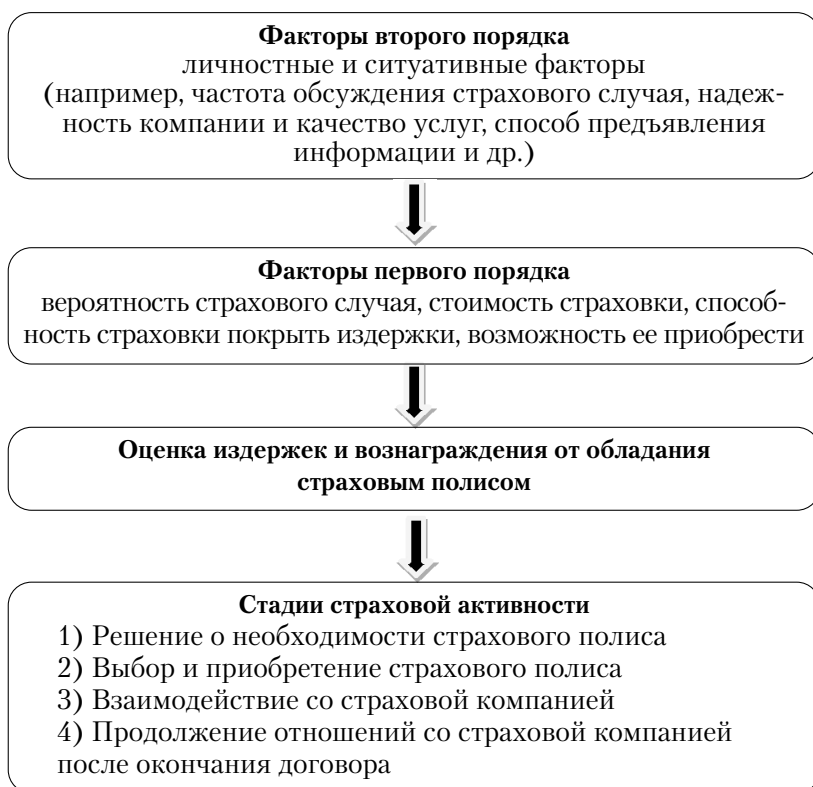 Факторы второго порядка
личностные и ситуативные факторы
(например, частота обсуждения страхового случая, надеж-
ность компании и качество услуг, способ предъявления
информации и др.)
Факторы первого порядка
вероятность страхового случая, стоимость страховки, способ-
ность страховки покрыть издержки, возможность ее приобрести
Оценка издержек и вознаграждения от обладания
страховым полисом
Стадии страховой активности
1) Решение о необходимости страхового полиса
2) Выбор и приобретение страхового полиса
3) Взаимодействие со страховой компанией
4) Продолжение отношений со страховой компанией
после окончания договора